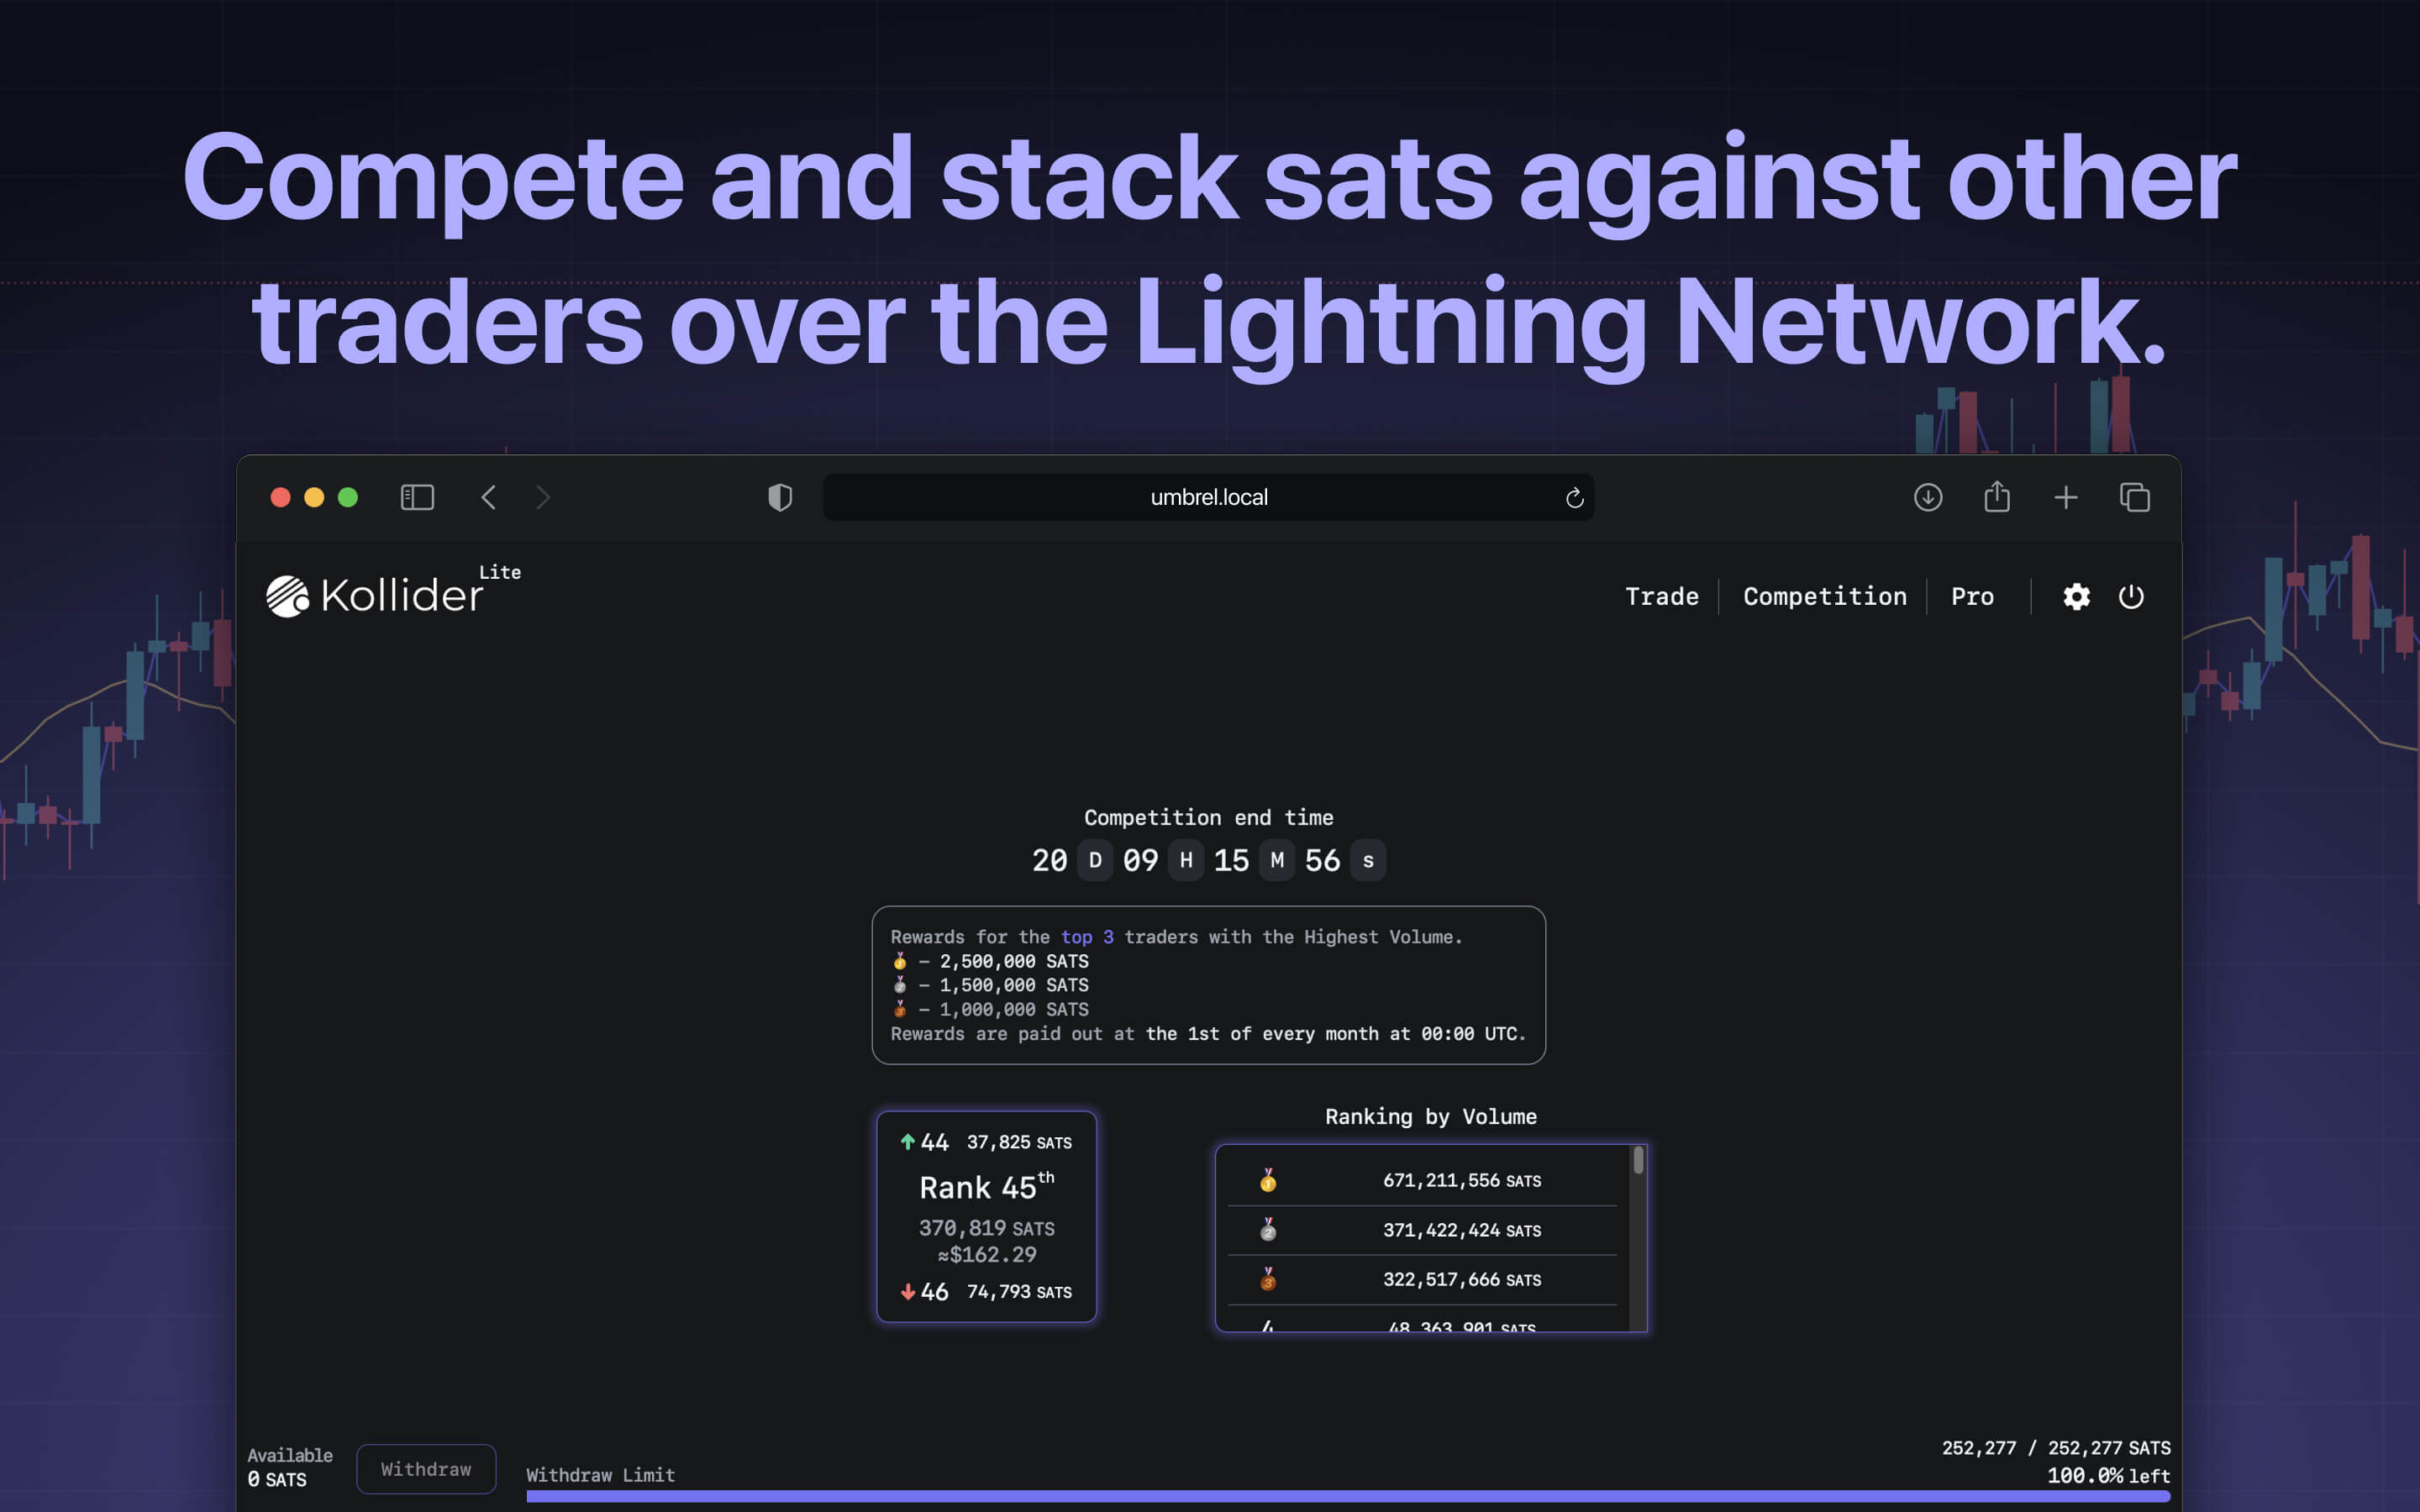 Compete and stack sats against other
traders over the Lightning Network.
umbrel.local
Kollider Lite
Trade
Competition
Pro
Competition end time
20 D 09 H 15 M 56 s
Rewards for the top 3 traders with the Highest Volume.
🥇 – 2,500,000 SATS
🥈 – 1,500,000 SATS
🥉 – 1,000,000 SATS
Rewards are paid out at the 1st of every month at 00:00 UTC.
↑ 44 37,825 SATS
Rank 45th
370,819 SATS
≈$162.29
↓ 46 74,793 SATS
Ranking by Volume
🥇 671,211,556 SATS
🥈 371,422,424 SATS
🥉 322,517,666 SATS
4 48,363,901 SATS
Available
0 SATS
Withdraw
Withdraw Limit
252,277 / 252,277 SATS
100.0% left